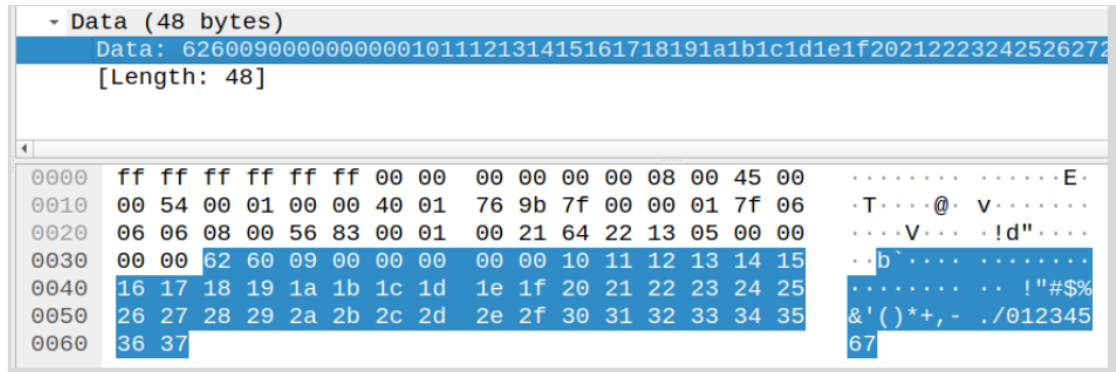 Data (48 bytes)
Data: 6260090000000000101112131415161718191a1b1c1d1e1f2021222324252627​2
[Length: 48]
0000 ff ff ff ff ff ff 00 00 00 00 00 00 08 00 45 00 ··············E·
0010 00 54 00 01 00 00 40 01 76 9b 7f 00 00 01 7f 06 ·T····@·v·······
0020 06 06 08 00 56 83 00 01 00 21 64 22 13 05 00 00 ····V····!d"····
0030 00 00 62 60 09 00 00 00 00 00 10 11 12 13 14 15 ··b`············
0040 16 17 18 19 1a 1b 1c 1d 1e 1f 20 21 22 23 24 25 ·········· !"#$%
0050 26 27 28 29 2a 2b 2c 2d 2e 2f 30 31 32 33 34 35 &'()*+,-./012345
0060 36 37 67